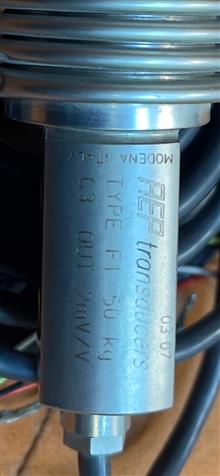 AEP transducers
MODENA ITALY
03.07
TYPE F1 50 kg
C3 OUT 2mV/V